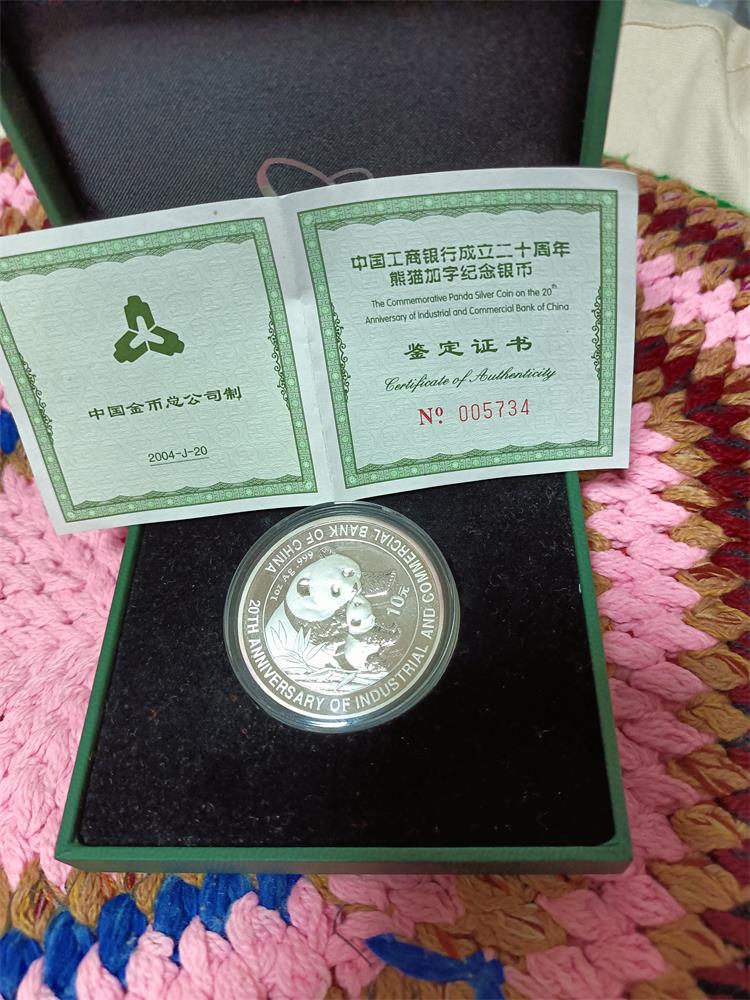 中国金币总公司制
2004-J-20
中国工商银行成立二十周年
熊猫加字纪念银币
The Commemorative Panda Silver Coin on the 20th
Anniversary of Industrial and Commercial Bank of China
鉴定证书
Certificate of Authenticity
Nº 005734
20TH ANNIVERSARY OF INDUSTRIAL AND COMMERCIAL BANK OF CHINA
1oz Ag .999
10元